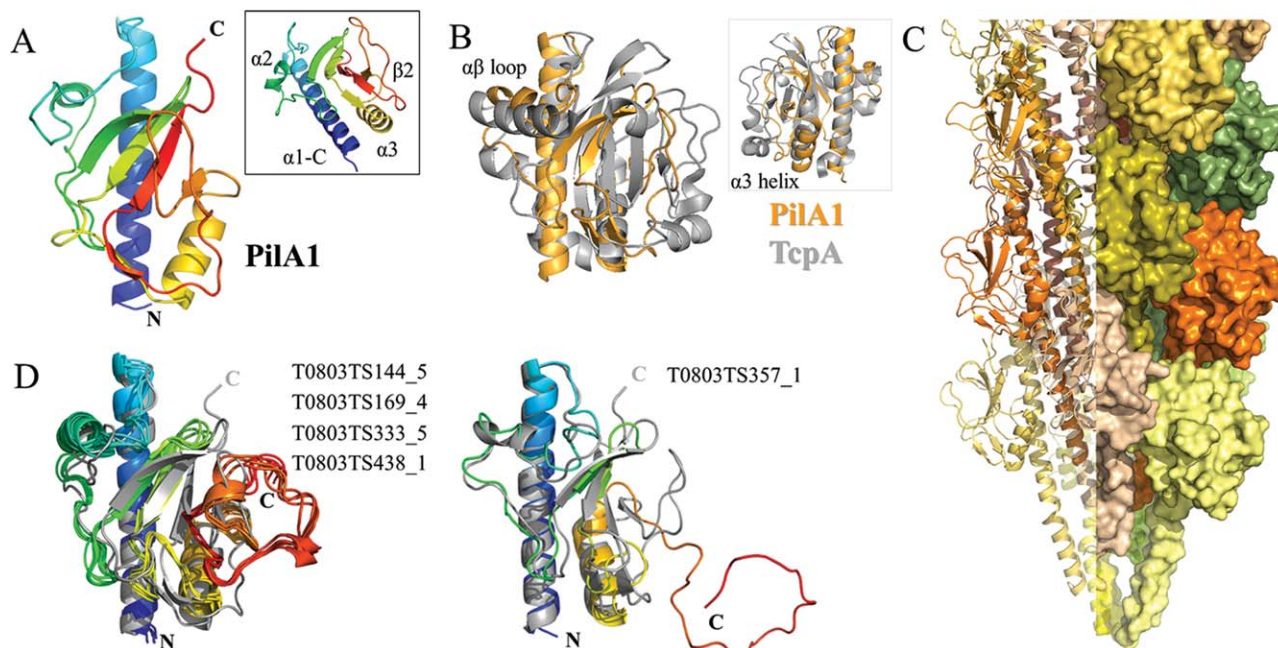 A
C
PilA1
N
α2
β2
α1-C
α3
B
αβ loop
α3 helix
PilA1
TcpA
C
D
C
T0803TS144_5
T0803TS169_4
T0803TS333_5
T0803TS438_1
C
N
C
T0803TS357_1
C
N